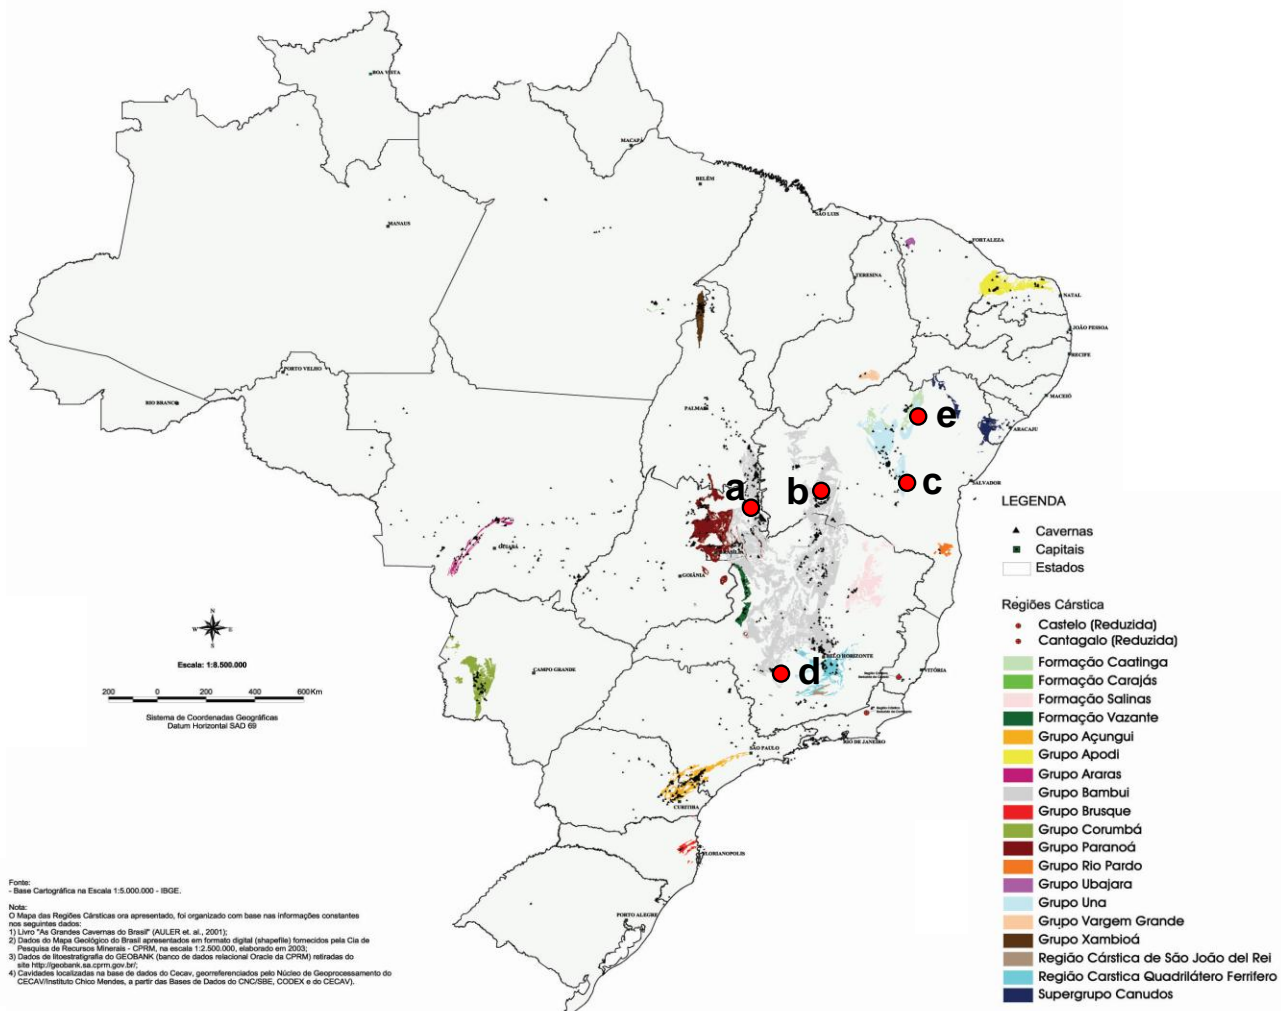 BOA VISTA
MACAPÁ
BELÉM
SÃO LUIS
MANAUS
FORTALEZA
TERESINA
NATAL
JOÃO PESSOA
RECIFE
PORTO VELHO
RIO BRANCO
MACEIÓ
PALMAS
e
ARACAJU
a
b
c
SALVADOR
LEGENDA
Cavernas
Capitais
Estados
CUIABÁ
BRASÍLIA
GOIÂNIA
Regiões Cárstica
Castelo (Reduzida)
Cantagalo (Reduzida)
N
W E
S
Escala: 1:8.500.000
200 0 200 400 600 Km
Sistema de Coordenadas Geográficas
Datum Horizontal SAD 69
CAMPO GRANDE
BELO HORIZONTE
d
VITÓRIA
RIO DE JANEIRO
SÃO PAULO
CURITIBA
FLORIANOPOLIS
PORTO ALEGRE
Formação Caatinga
Formação Carajás
Formação Salinas
Formação Vazante
Grupo Açungui
Grupo Apodi
Grupo Araras
Grupo Bambui
Grupo Brusque
Grupo Corumbá
Grupo Paranoá
Grupo Rio Pardo
Grupo Ubajara
Grupo Una
Grupo Vargem Grande
Grupo Xambioá
Região Cárstica de São João del Rei
Região Carstica Quadrilátero Ferrifero
Supergrupo Canudos
Fonte:
- Base Cartográfica na Escala 1:5.000.000 - IBGE.
Nota:
O Mapa das Regiões Cársticas ora apresentado, foi organizado com base nas informações constantes
nos seguintes dados:
1) Livro "As Grandes Cavernas do Brasil" (AULER et. al., 2001);
2) Dados do Mapa Geológico do Brasil apresentados em formato digital (shapefile) fornecidos pela Cia de
Pesquisa de Recursos Minerais - CPRM, na escala 1:2.500.000, elaborado em 2003;
3) Dados de litoestratigrafia do GEOBANK (banco de dados relacional Oracle da CPRM) retiradas do
site http://geobank.sa.cprm.gov.br/;
4) Cavidades localizadas na base de dados do Cecav, georreferenciados pelo Núcleo de Geoprocessamento do
CECAV/Instituto Chico Mendes, a partir das Bases de Dados do CNC/SBE, CODEX e do CECAV).